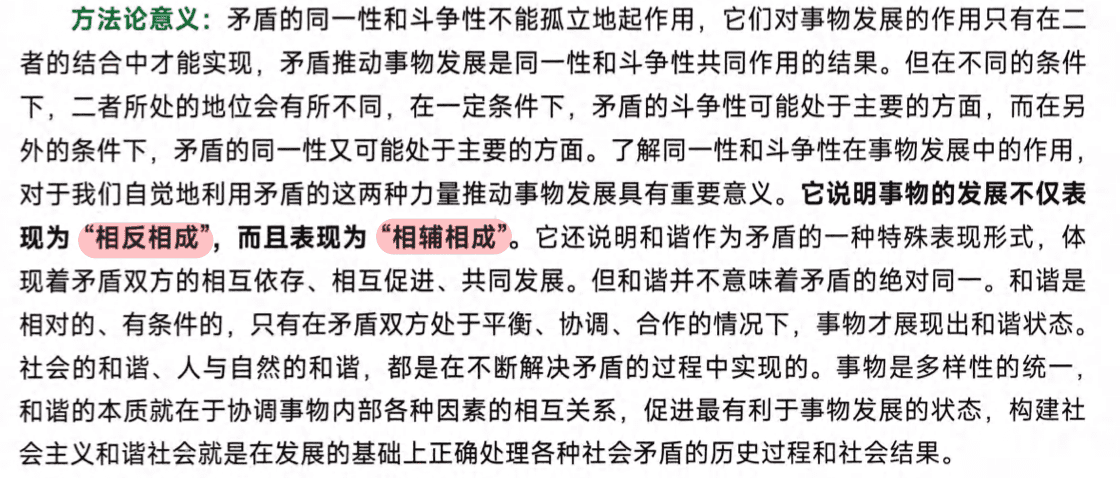 方法论意义：矛盾的同一性和斗争性不能孤立地起作用，它们对事物发展的作用只有在二
者的结合中才能实现，矛盾推动事物发展是同一性和斗争性共同作用的结果。但在不同的条件
下，二者所处的地位会有所不同，在一定条件下，矛盾的斗争性可能处于主要的方面，而在另
外的条件下，矛盾的同一性又可能处于主要的方面。了解同一性和斗争性在事物发展中的作用，
对于我们自觉地利用矛盾的这两种力量推动事物发展具有重要意义。它说明事物的发展不仅表
现为“相反相成”，而且表现为“相辅相成”。它还说明和谐作为矛盾的一种特殊表现形式，体
现着矛盾双方的相互依存、相互促进、共同发展。但和谐并不意味着矛盾的绝对同一。和谐是
相对的、有条件的，只有在矛盾双方处于平衡、协调、合作的情况下，事物才展现出和谐状态。
社会的和谐、人与自然的和谐，都是在不断解决矛盾的过程中实现的。事物是多样性的统一，
和谐的本质就在于协调事物内部各种因素的相互关系，促进最有利于事物发展的状态，构建社
会主义和谐社会就是在发展的基础上正确处理各种社会矛盾的历史过程和社会结果。